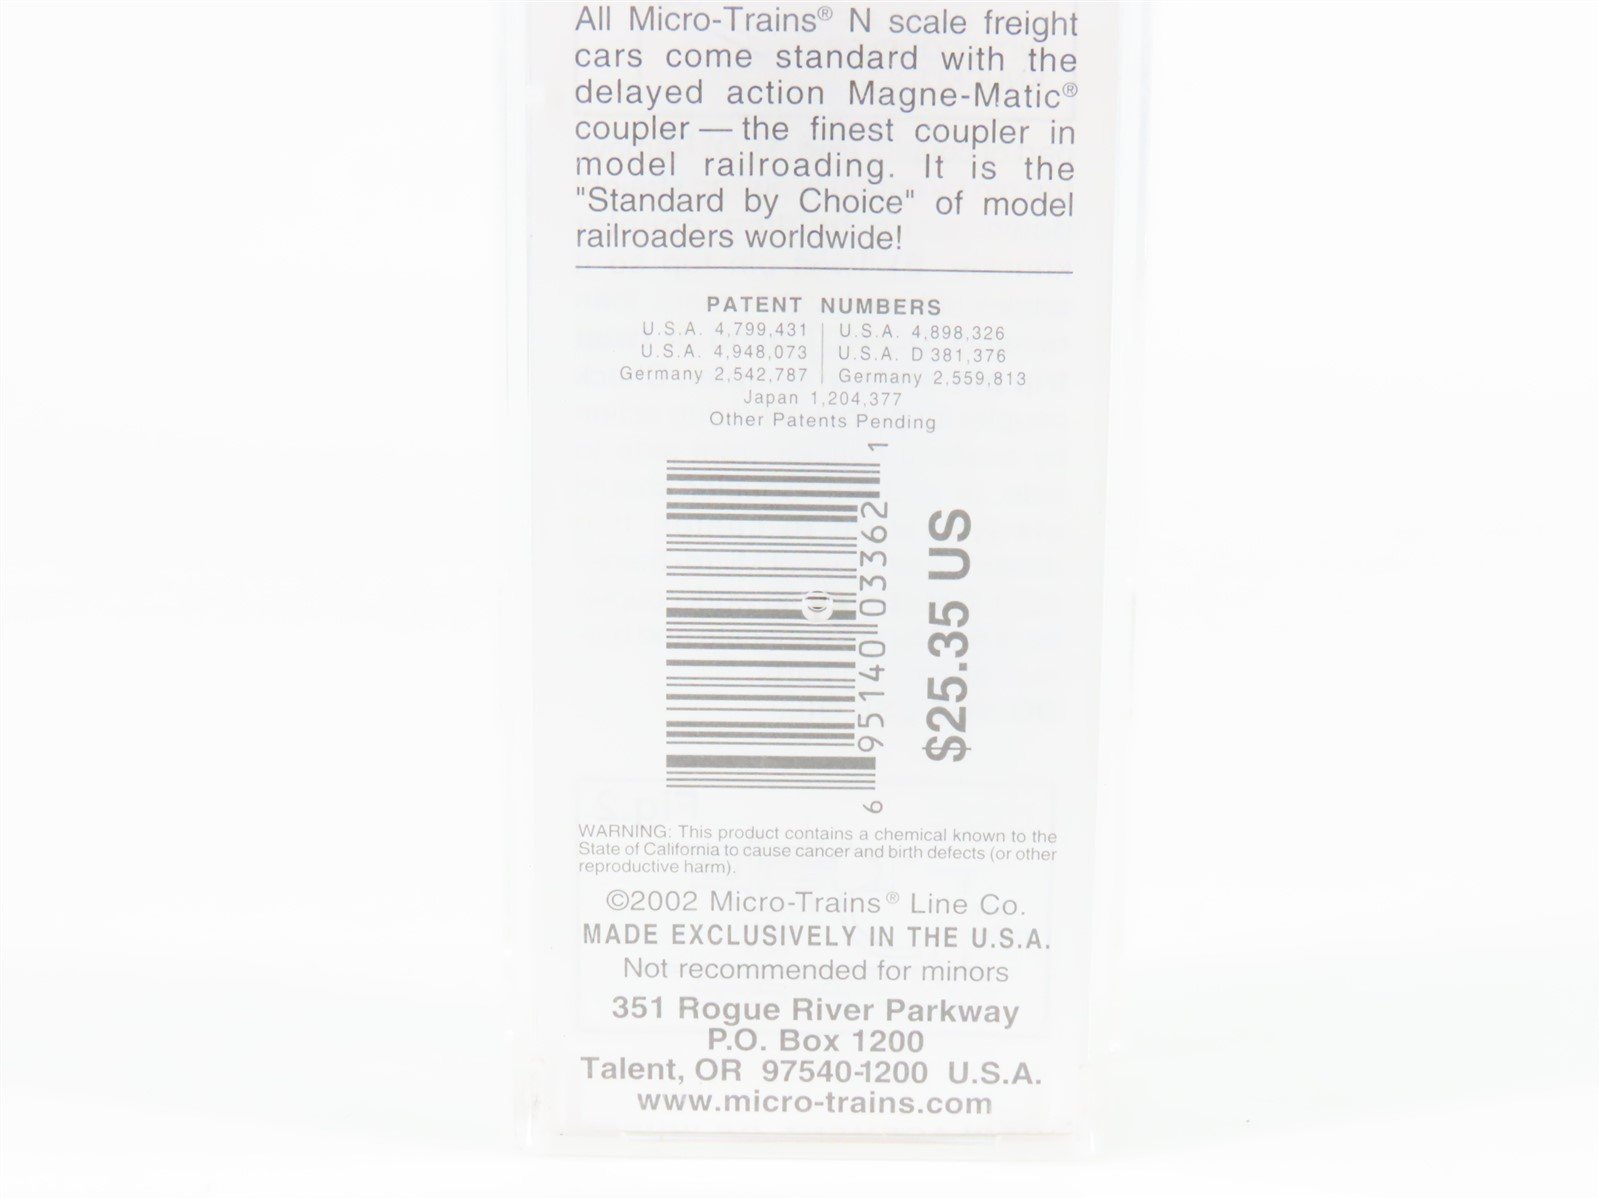 All Micro-Trains® N scale freight
cars come standard with the
delayed action Magne-Matic®
coupler — the finest coupler in
model railroading. It is the
"Standard by Choice" of model
railroaders worldwide!
PATENT NUMBERS
U.S.A. 4,799,431 | U.S.A. 4,898,326
U.S.A. 4,948,073 | U.S.A. D 381,376
Germany 2,542,787 | Germany 2,559,813
Japan 1,204,377
Other Patents Pending
6 95140 03362 1
$25.35 US
WARNING: This product contains a chemical known to the
State of California to cause cancer and birth defects (or other
reproductive harm).
©2002 Micro-Trains® Line Co.
MADE EXCLUSIVELY IN THE U.S.A.
Not recommended for minors
351 Rogue River Parkway
P.O. Box 1200
Talent, OR 97540-1200 U.S.A.
www.micro-trains.com